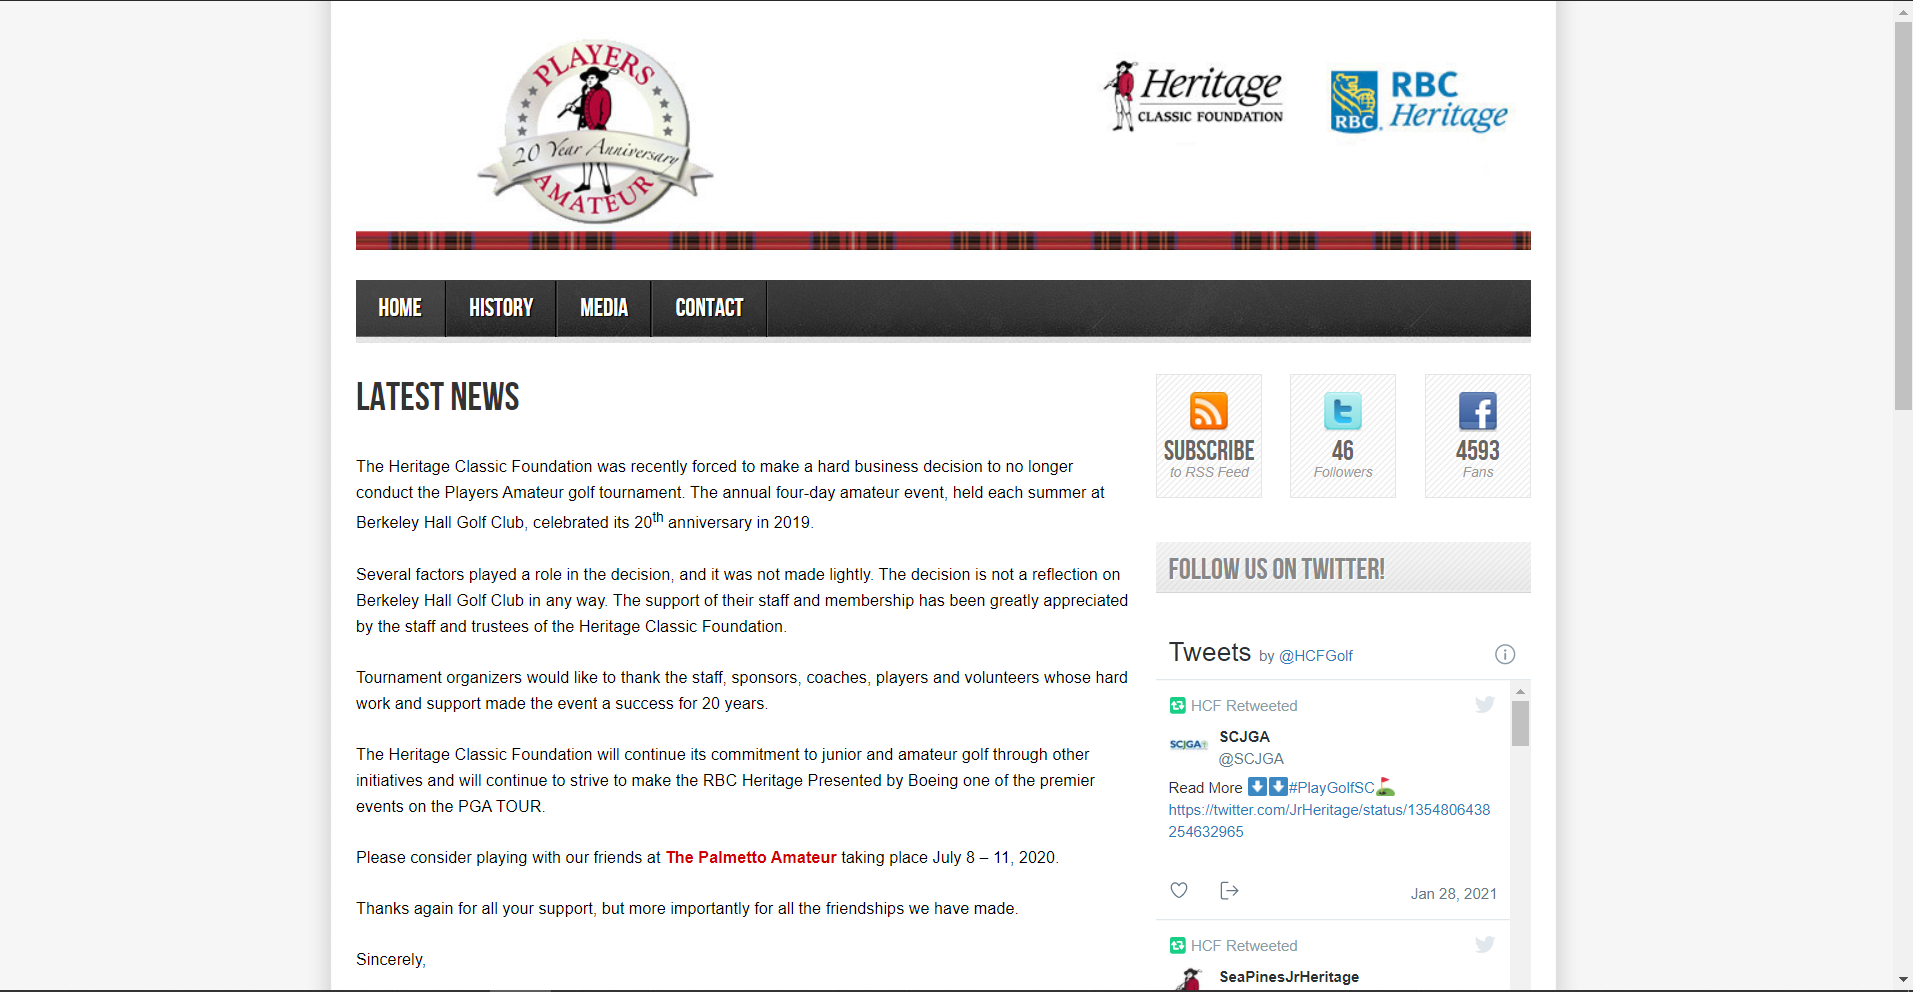 PLAYERS
20 Year Anniversary
AMATEUR
Heritage
CLASSIC FOUNDATION
RBC
RBC
Heritage
HOME
HISTORY
MEDIA
CONTACT
LATEST NEWS
The Heritage Classic Foundation was recently forced to make a hard business decision to no longer
conduct the Players Amateur golf tournament. The annual four-day amateur event, held each summer at
Berkeley Hall Golf Club, celebrated its 20th anniversary in 2019.
Several factors played a role in the decision, and it was not made lightly. The decision is not a reflection on
Berkeley Hall Golf Club in any way. The support of their staff and membership has been greatly appreciated
by the staff and trustees of the Heritage Classic Foundation.
Tournament organizers would like to thank the staff, sponsors, coaches, players and volunteers whose hard
work and support made the event a success for 20 years.
The Heritage Classic Foundation will continue its commitment to junior and amateur golf through other
initiatives and will continue to strive to make the RBC Heritage Presented by Boeing one of the premier
events on the PGA TOUR.
Please consider playing with our friends at The Palmetto Amateur taking place July 8 – 11, 2020.
Thanks again for all your support, but more importantly for all the friendships we have made.
Sincerely,
SUBSCRIBE
to RSS Feed
46
Followers
4593
Fans
FOLLOW US ON TWITTER!
Tweets by @HCFGolf
HCF Retweeted
SCJGA
SCJGA
@SCJGA
Read More ⬇️⬇️#PlayGolfSC⛳
https://twitter.com/JrHeritage/status/1354806438
254632965
Jan 28, 2021
HCF Retweeted
SeaPinesJrHeritage